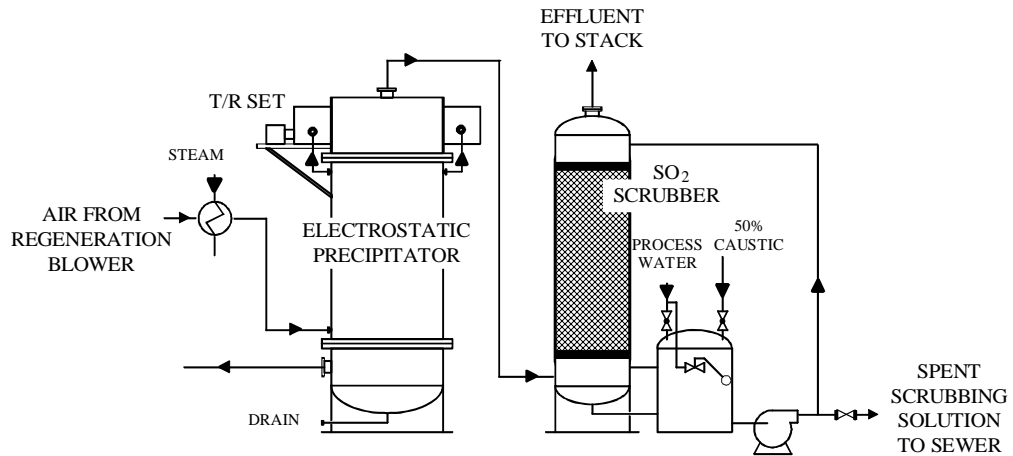 EFFLUENT
TO STACK
T/R SET
STEAM
AIR FROM
REGENERATION
BLOWER
ELECTROSTATIC
PRECIPITATOR
SO2
SCRUBBER
PROCESS
WATER
50%
CAUSTIC
DRAIN
SPENT
SCRUBBING
SOLUTION
TO SEWER